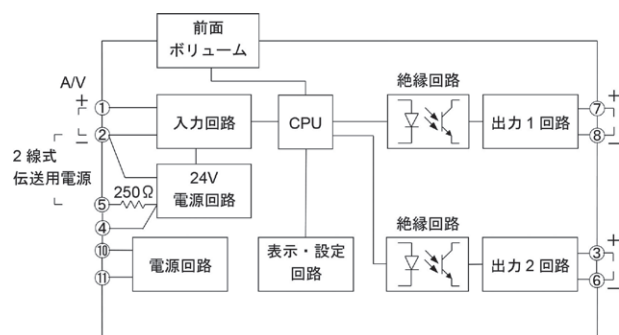 前面
ボリューム
A/V
+
①
②
−
2線式
伝送用電源
250Ω
⑤
④
⑩
⑪
入力回路
24V
電源回路
電源回路
CPU
表示・設定
回路
絶縁回路
出力1回路
⑦
⑧
+
−
絶縁回路
出力2回路
③
⑥
+
−